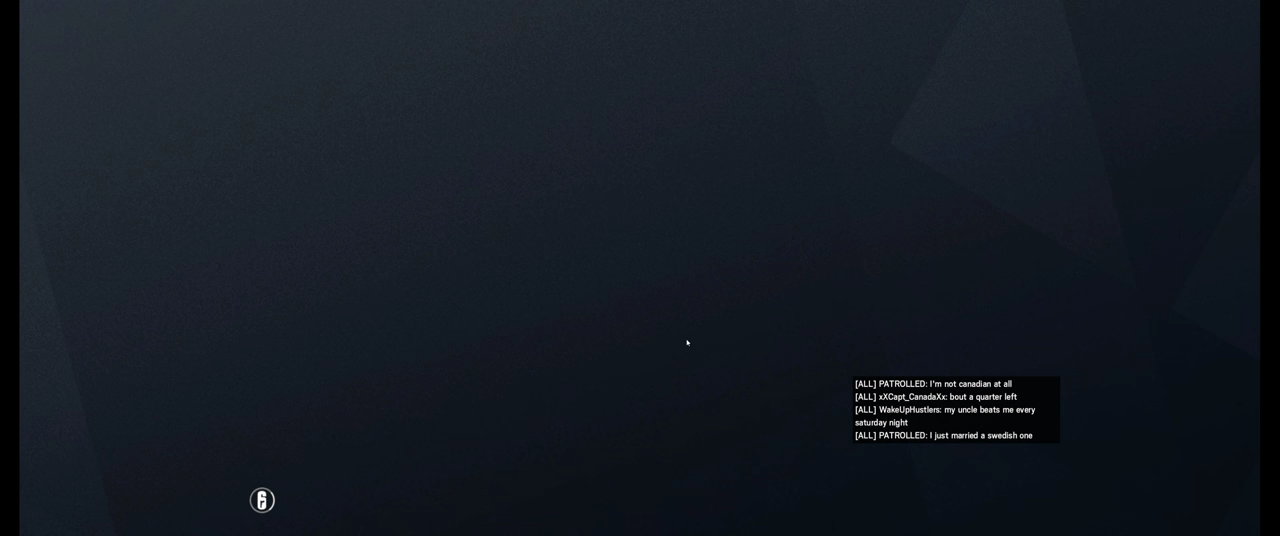 [ALL] PATROLLED: I'm not canadian at all
[ALL] xXCapt_CanadaXx: bout a quarter left
[ALL] WakeUpHustlers: my uncle beats me every
saturday night
[ALL] PATROLLED: I just married a swedish one
6